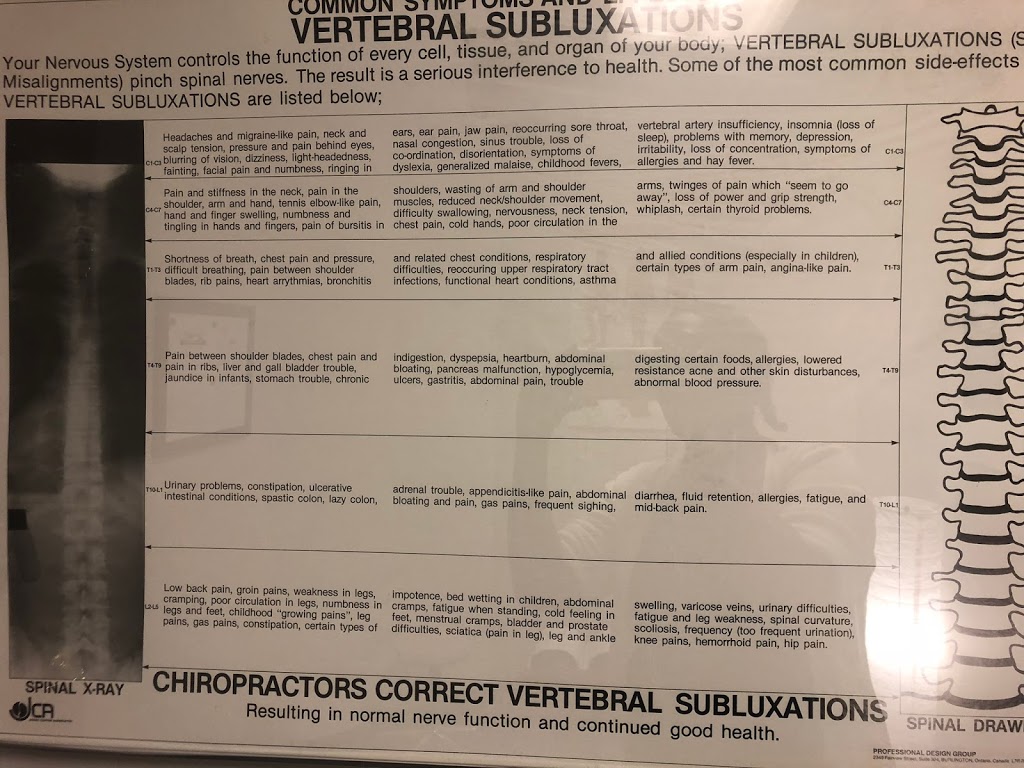 COMMON SYMPTOMS AND
VERTEBRAL SUBLUXATIONS
Your Nervous System controls the function of every cell, tissue, and organ of your body; VERTEBRAL SUBLUXATIONS (S
Misalignments) pinch spinal nerves. The result is a serious interference to health. Some of the most common side-effects
VERTEBRAL SUBLUXATIONS are listed below;
C1-C3
Headaches and migraine-like pain, neck and
scalp tension, pressure and pain behind eyes,
blurring of vision, dizziness, light-headedness,
fainting, facial pain and numbness, ringing in
ears, ear pain, jaw pain, reoccurring sore throat,
nasal congestion, sinus trouble, loss of
co-ordination, disorientation, symptoms of
dyslexia, generalized malaise, childhood fevers,
vertebral artery insufficiency, insomnia (loss of
sleep), problems with memory, depression,
irritability, loss of concentration, symptoms of
allergies and hay fever.
C1-C3
C4-C7
Pain and stiffness in the neck, pain in the
shoulder, arm and hand, tennis elbow-like pain,
hand and finger swelling, numbness and
tingling in hands and fingers, pain of bursitis in
shoulders, wasting of arm and shoulder
muscles, reduced neck/shoulder movement,
difficulty swallowing, nervousness, neck tension,
chest pain, cold hands, poor circulation in the
arms, twinges of pain which “seem to go
away”, loss of power and grip strength,
whiplash, certain thyroid problems.
C4-C7
T1-T3
Shortness of breath, chest pain and pressure,
difficult breathing, pain between shoulder
blades, rib pains, heart arrythmias, bronchitis
and related chest conditions, respiratory
difficulties, reoccuring upper respiratory tract
infections, functional heart conditions, asthma
and allied conditions (especially in children),
certain types of arm pain, angina-like pain.
T1-T3
T4-T9
Pain between shoulder blades, chest pain and
pain in ribs, liver and gall bladder trouble,
jaundice in infants, stomach trouble, chronic
indigestion, dyspepsia, heartburn, abdominal
bloating, pancreas malfunction, hypoglycemia,
ulcers, gastritis, abdominal pain, trouble
digesting certain foods, allergies, lowered
resistance acne and other skin disturbances,
abnormal blood pressure.
T4-T9
T10-L1
Urinary problems, constipation, ulcerative
intestinal conditions, spastic colon, lazy colon,
adrenal trouble, appendicitis-like pain, abdominal
bloating and pain, gas pains, frequent sighing,
diarrhea, fluid retention, allergies, fatigue, and
mid-back pain.
T10-L1
L2-L5
Low back pain, groin pains, weakness in legs,
cramping, poor circulation in legs, numbness in
legs and feet, childhood “growing pains”, leg
pains, gas pains, constipation, certain types of
impotence, bed wetting in children, abdominal
cramps, fatigue when standing, cold feeling in
feet, menstrual cramps, bladder and prostate
difficulties, sciatica (pain in leg), leg and ankle
swelling, varicose veins, urinary difficulties,
fatigue and leg weakness, spinal curvature,
scoliosis, frequency (too frequent urination),
knee pains, hemorrhoid pain, hip pain.
SPINAL X-RAY
CHIROPRACTORS CORRECT VERTEBRAL SUBLUXATIONS
Resulting in normal nerve function and continued good health.
SPINAL DRAWI
JCA
PROFESSIONAL DESIGN GROUP